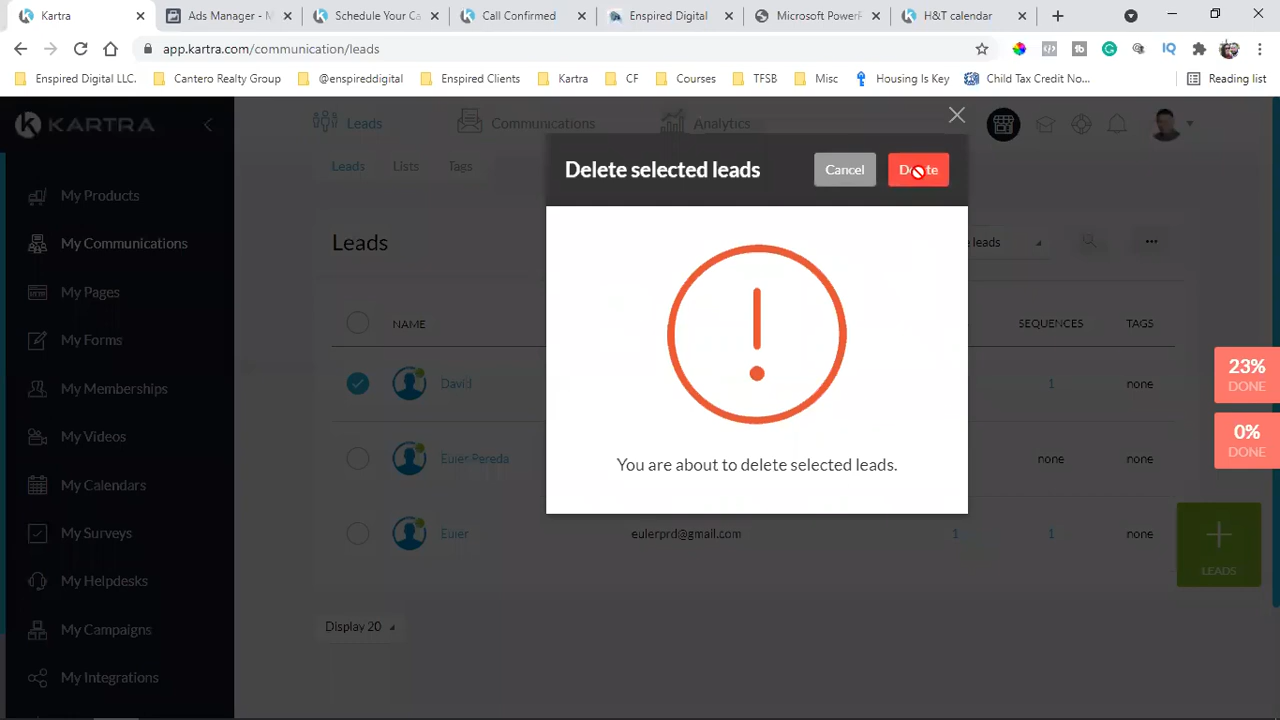 Kartra
Ads Manager - M
Schedule Your Ca
Call Confirmed
Enspired Digital
Microsoft PowerP
H&T calendar
app.kartra.com/communication/leads
IQ
Enspired Digital LLC.
Cantero Realty Group
@enspireddigital
Enspired Clients
Kartra
CF
Courses
TFSB
Misc
Housing Is Key
Child Tax Credit No...
Reading list
KARTRA
Leads
Communications
Analytics
Leads
Lists
Tags
Delete selected leads
Cancel
My Products
My Communications
My Pages
My Forms
My Memberships
My Videos
My Calendars
My Surveys
My Helpdesks
My Campaigns
My Integrations
Leads
leads
NAME
SEQUENCES
TAGS
David
1
none
Euler Pereda
none
none
Euler
eulerprd@gmail.com
1
1
none
You are about to delete selected leads.
Display 20
23%
DONE
0%
DONE
LEADS